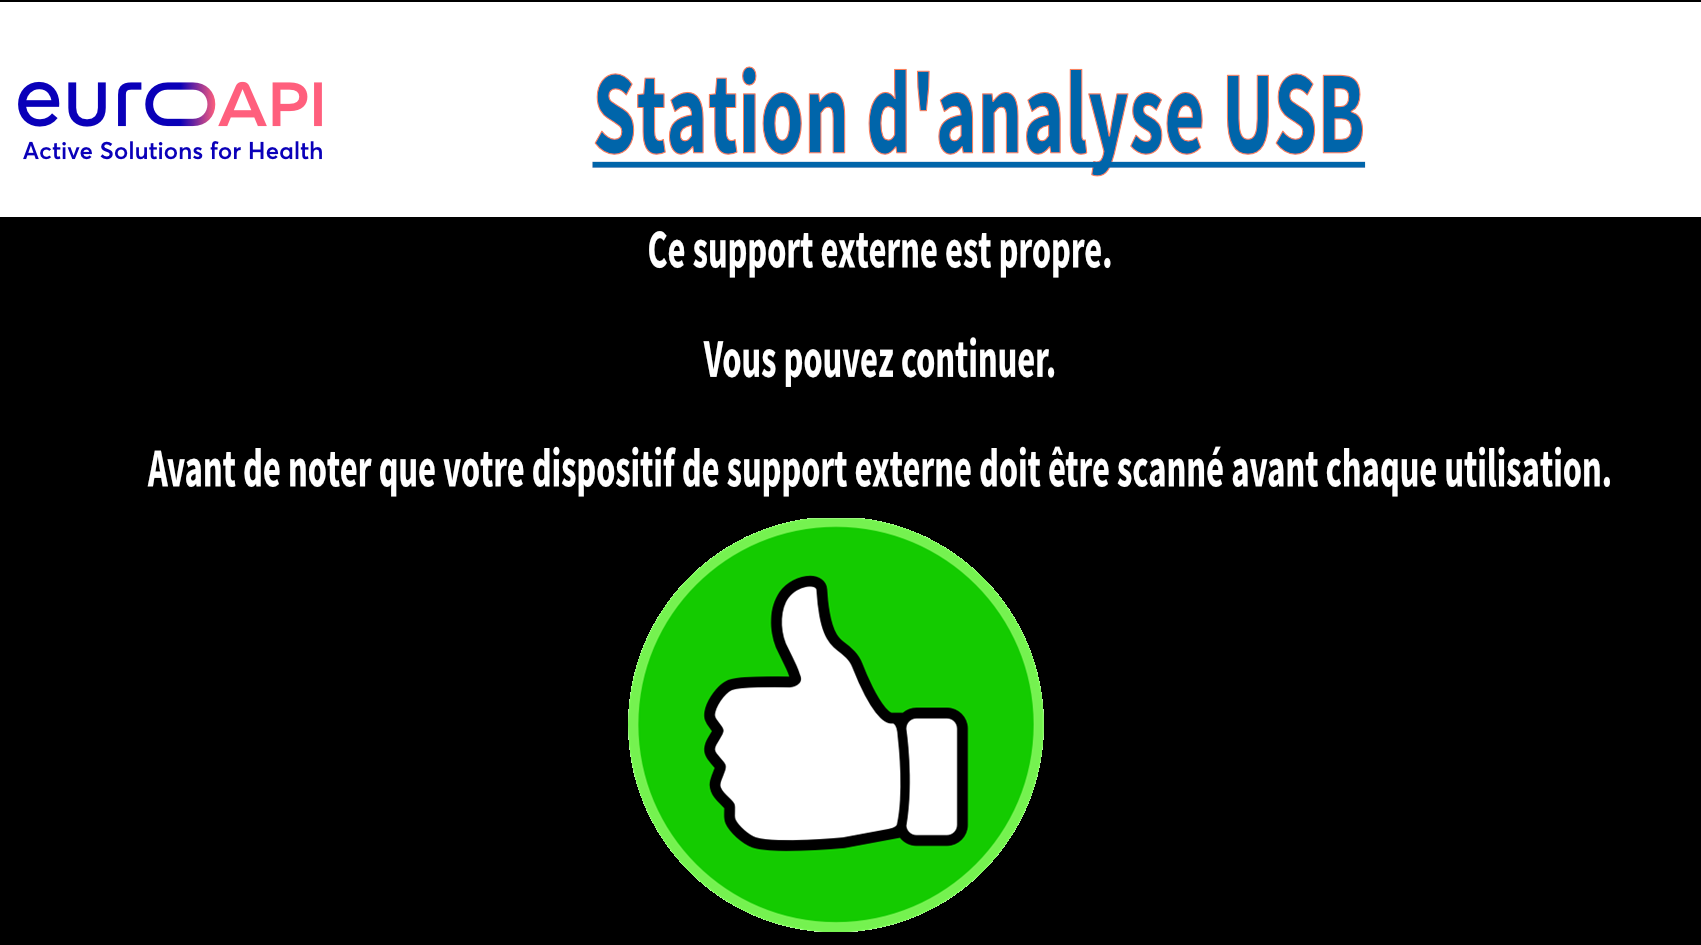 euroAPI
Active Solutions for Health
Station d'analyse USB
Ce support externe est propre.
Vous pouvez continuer.
Avant de noter que votre dispositif de support externe doit être scanné avant chaque utilisation.